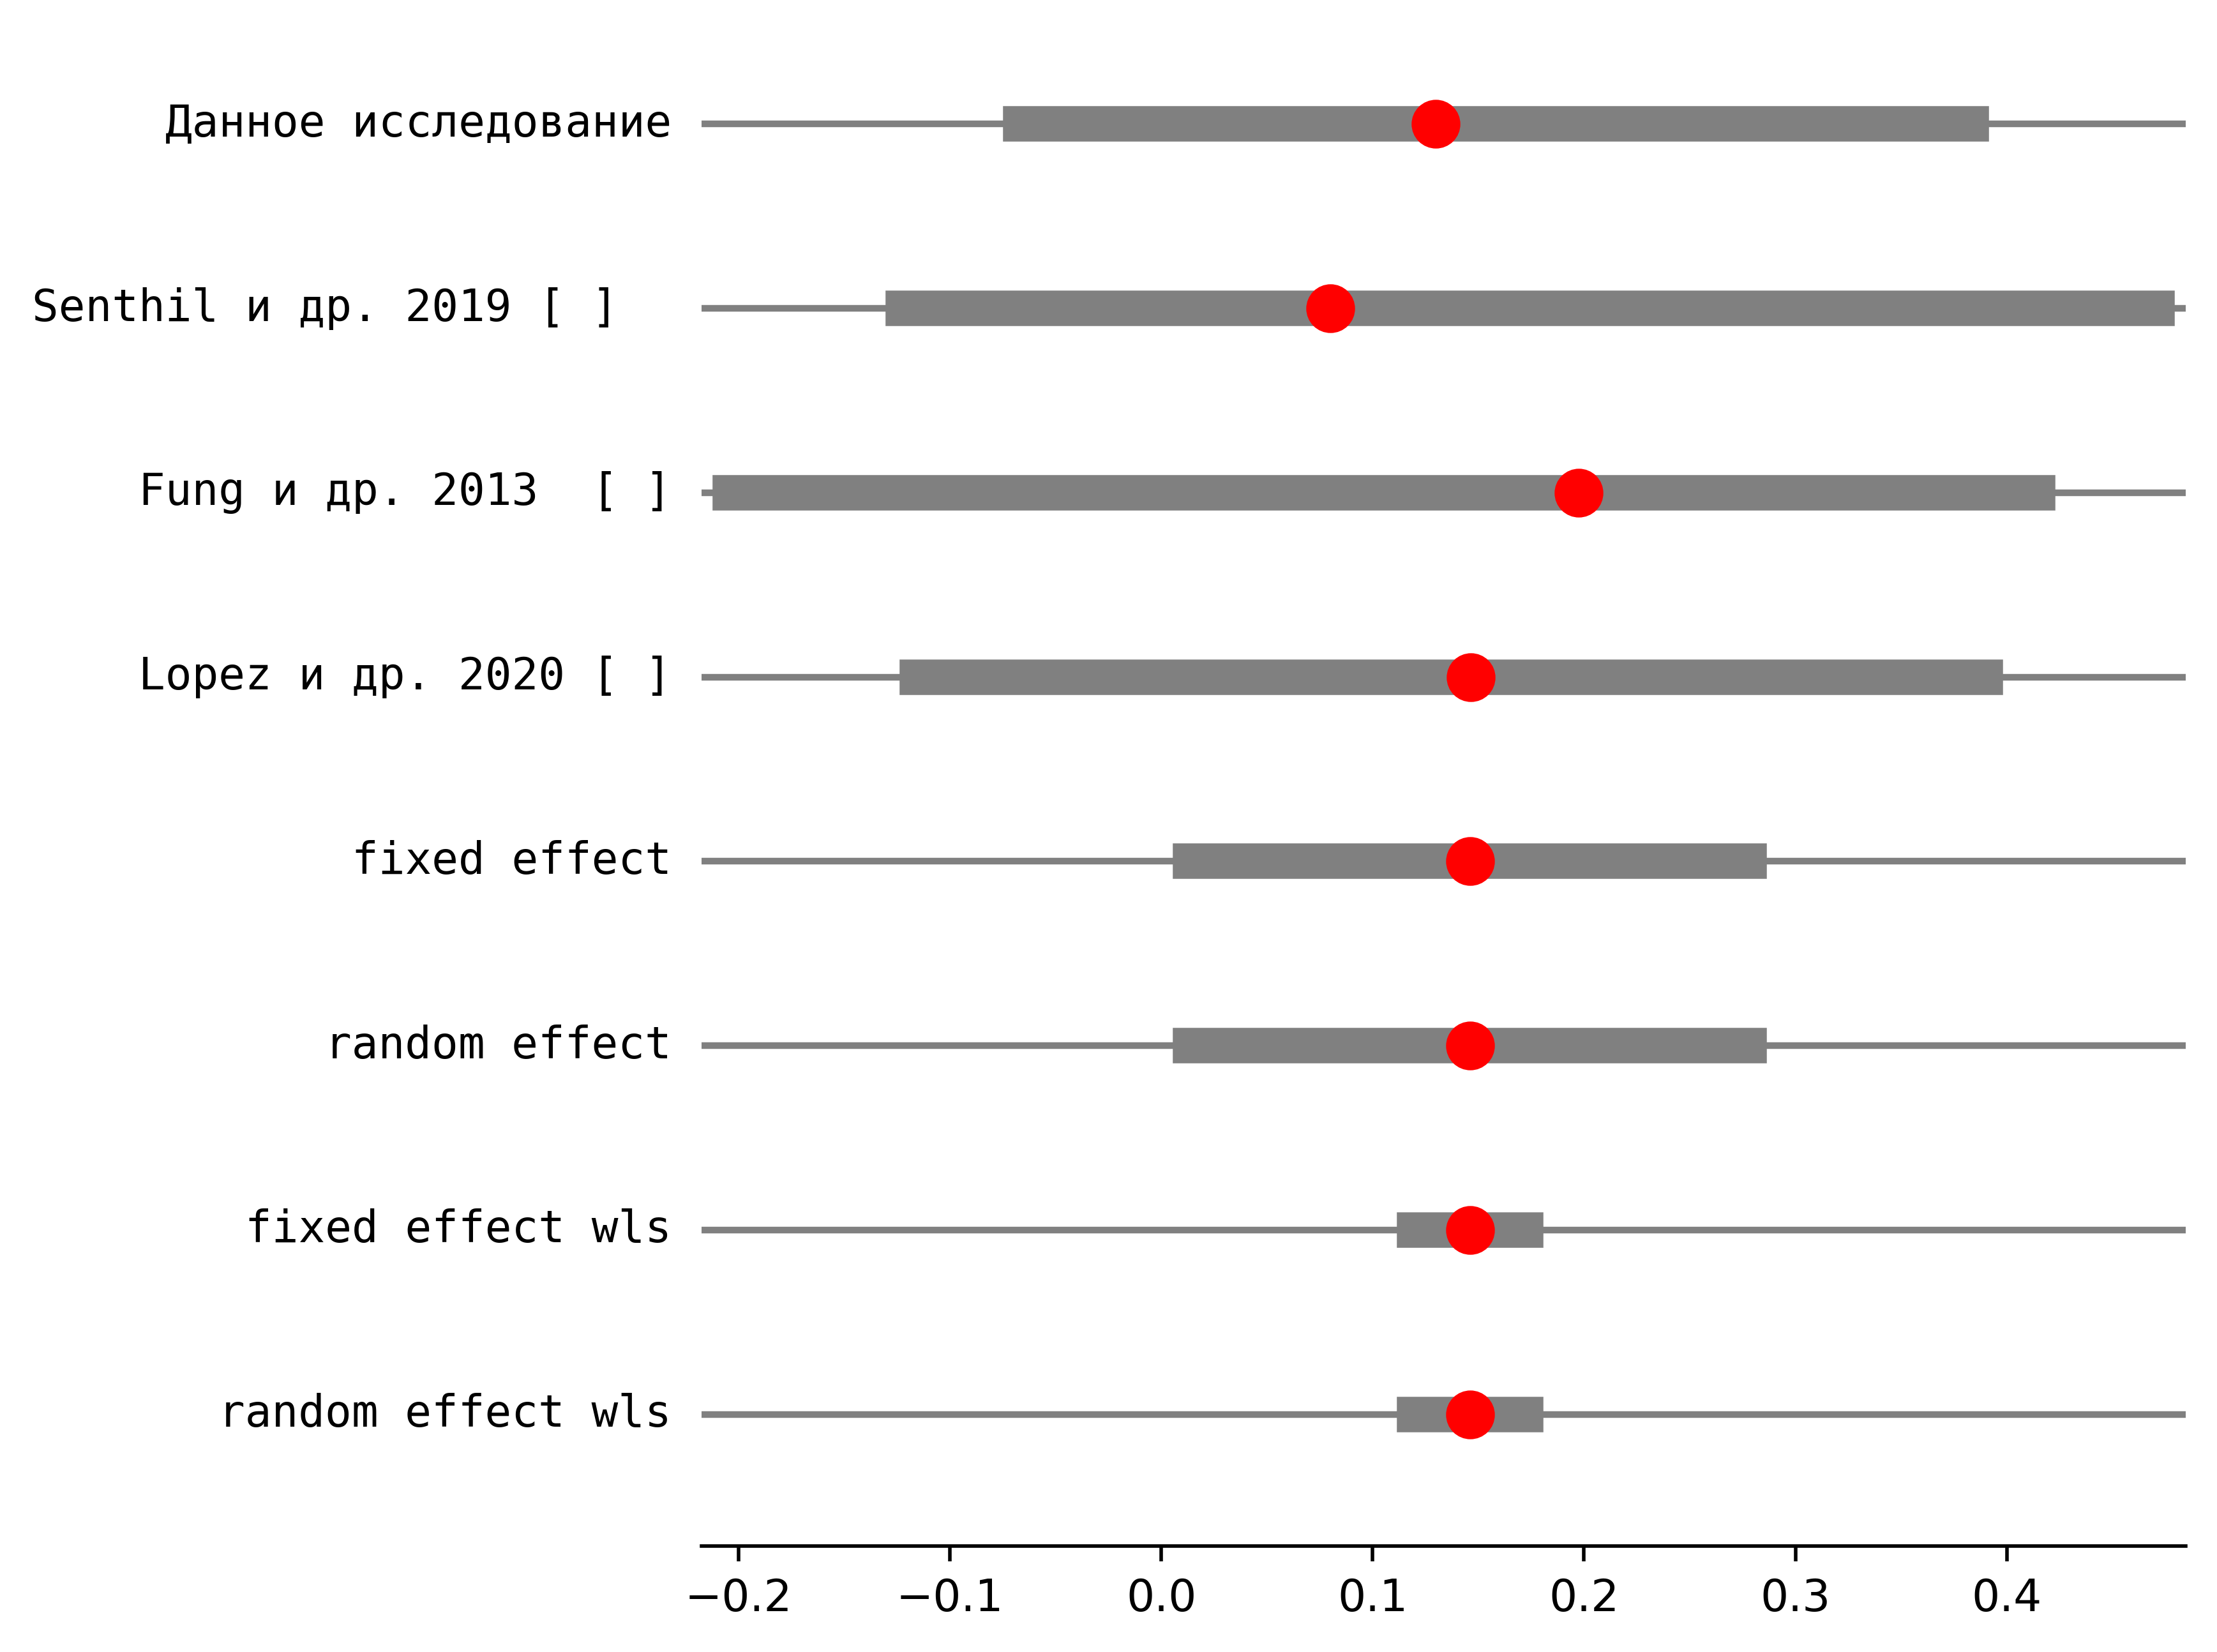 Данное исследование
Senthil и др. 2019 [ ]
Fung и др. 2013  [ ]
Lopez и др. 2020 [ ]
fixed effect
random effect
fixed effect wls
random effect wls
−0.2 −0.1 0.0 0.1 0.2 0.3 0.4